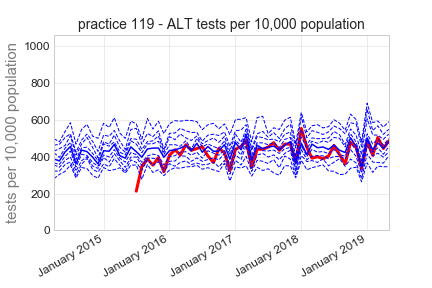 practice 119 - ALT tests per 10,000 population
tests per 10,000 population
1000
800
600
400
200
0
January 2015
January 2016
January 2017
January 2018
January 2019